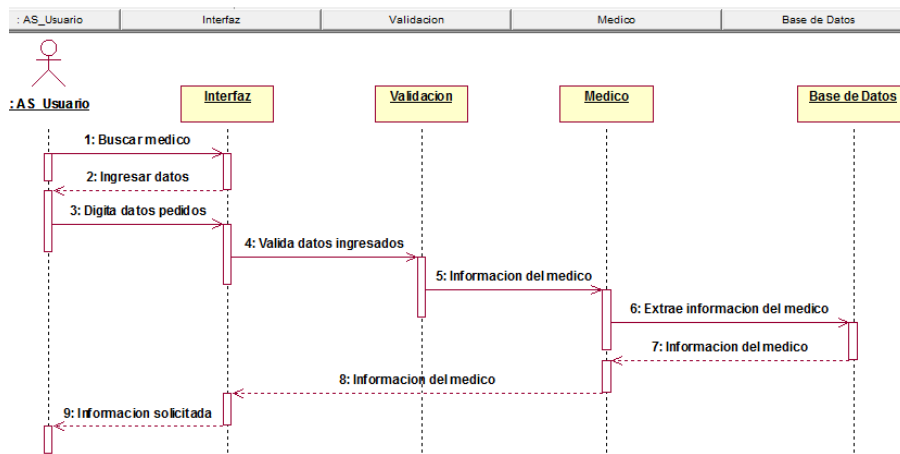 : AS_Usuario
Interfaz
Validacion
Medico
Base de Datos
: AS_Usuario
Interfaz
Validacion
Medico
Base de Datos
1: Buscar medico
2: Ingresar datos
3: Digita datos pedidos
4: Valida datos ingresados
5: Informacion del medico
6: Extrae informacion del medico
7: Informacion del medico
8: Informacion del medico
9: Informacion solicitada